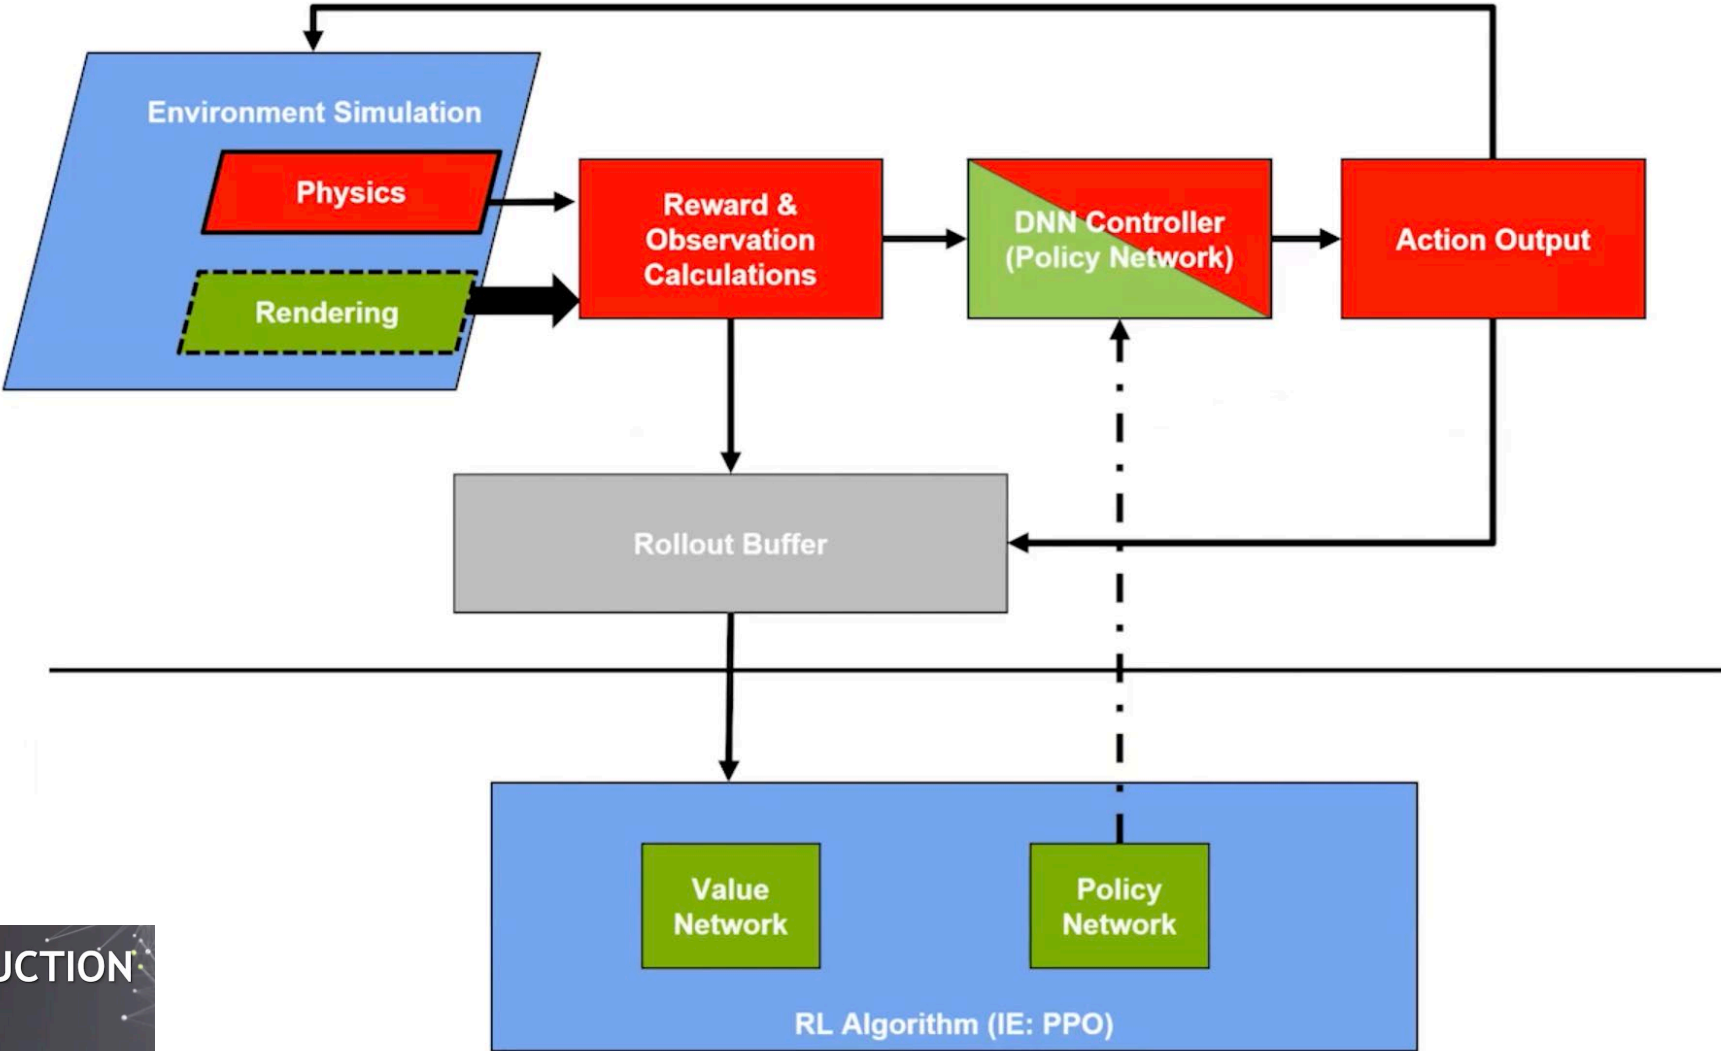 Environment Simulation
Physics
Rendering
Reward &
Observation
Calculations
DNN Controller
(Policy Network)
Action Output
Rollout Buffer
Value
Network
Policy
Network
RL Algorithm (IE: PPO)
UCTION